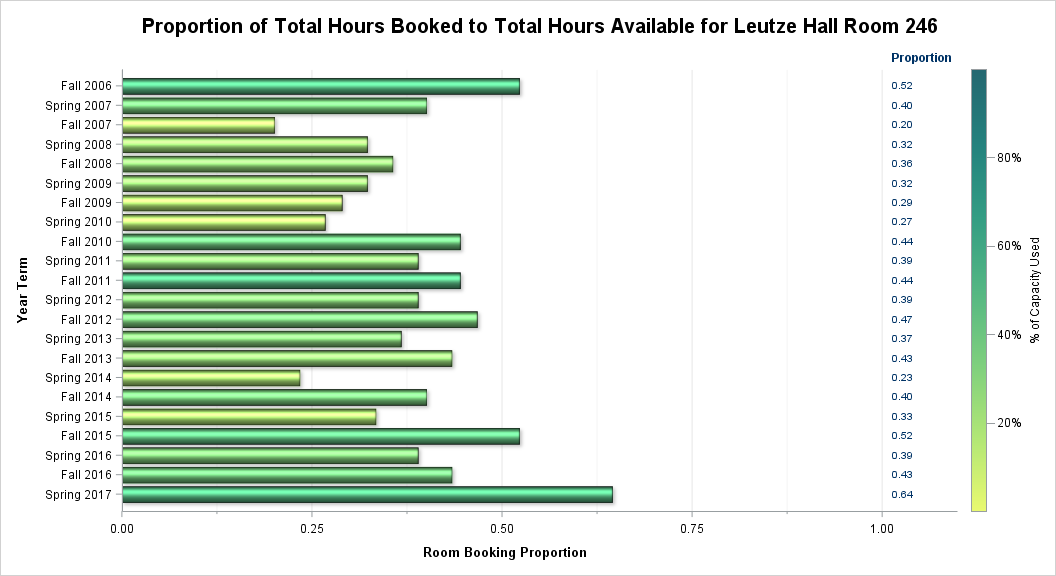 Proportion of Total Hours Booked to Total Hours Available for Leutze Hall Room 246
Proportion
Fall 2006 0.52
Spring 2007 0.40
Fall 2007 0.20
Spring 2008 0.32
Fall 2008 0.36
Spring 2009 0.32
Fall 2009 0.29
Spring 2010 0.27
Fall 2010 0.44
Spring 2011 0.39
Fall 2011 0.44
Spring 2012 0.39
Fall 2012 0.47
Spring 2013 0.37
Fall 2013 0.43
Spring 2014 0.23
Fall 2014 0.40
Spring 2015 0.33
Fall 2015 0.52
Spring 2016 0.39
Fall 2016 0.43
Spring 2017 0.64
Year Term
0.00 0.25 0.50 0.75 1.00
Room Booking Proportion
80%
60%
40%
20%
% of Capacity Used